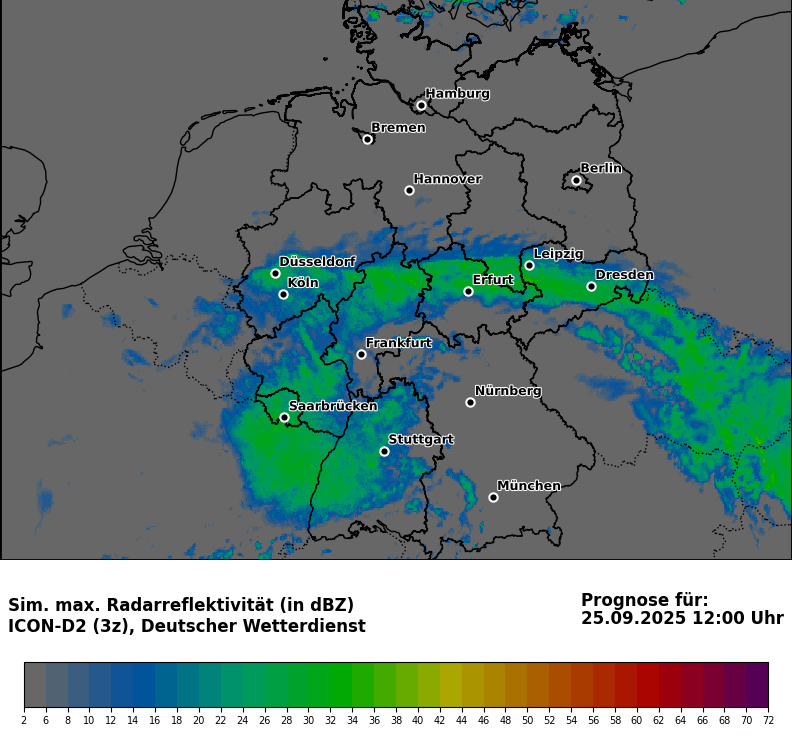 Hamburg
Bremen
Berlin
Hannover
Leipzig
Düsseldorf
Dresden
Köln
Erfurt
Frankfurt
Nürnberg
Saarbrücken
Stuttgart
München
Sim. max. Radarreflektivität (in dBZ)
ICON-D2 (3z), Deutscher Wetterdienst
Prognose für:
25.09.2025 12:00 Uhr
2 6 8 10 12 14 16 18 20 22 24 26 28 30 32 34 36 38 40 42 44 46 48 50 52 54 56 58 60 62 64 66 68 70 72